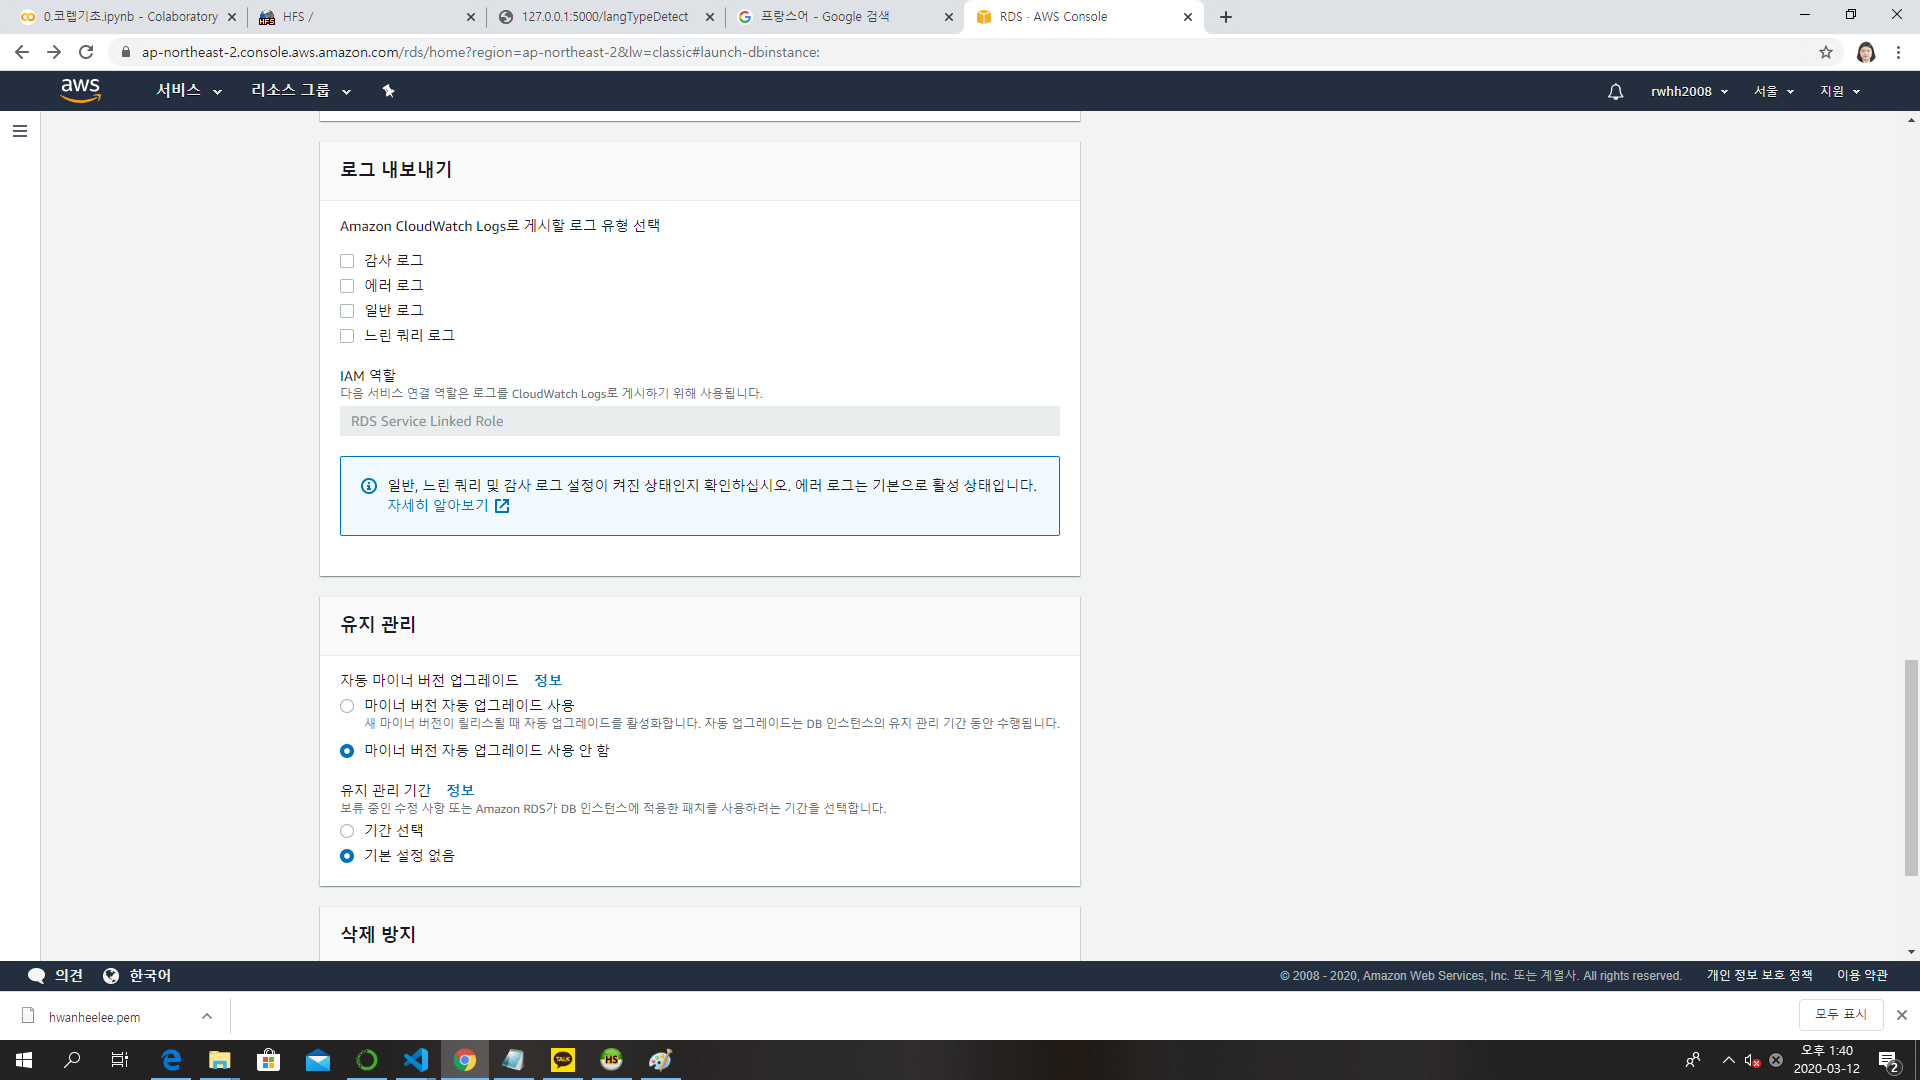 0.코렙기초.ipynb - Colaboratory
HFS /
127.0.0.1:5000/langTypeDetect
프랑스어 - Google 검색
RDS · AWS Console
ap-northeast-2.console.aws.amazon.com/rds/home?region=ap-northeast-2&lw=classic#launch-dbinstance:
aws
서비스
리소스 그룹
rwhh2008
서울
지원
로그 내보내기
Amazon CloudWatch Logs로 게시할 로그 유형 선택
감사 로그
에러 로그
일반 로그
느린 쿼리 로그
IAM 역할
다음 서비스 연결 역할은 로그를 CloudWatch Logs로 게시하기 위해 사용됩니다.
RDS Service Linked Role
일반, 느린 쿼리 및 감사 로그 설정이 켜진 상태인지 확인하십시오. 에러 로그는 기본으로 활성 상태입니다.
자세히 알아보기
유지 관리
자동 마이너 버전 업그레이드 정보
마이너 버전 자동 업그레이드 사용
새 마이너 버전이 릴리스될 때 자동 업그레이드를 활성화합니다. 자동 업그레이드는 DB 인스턴스의 유지 관리 기간 동안 수행됩니다.
마이너 버전 자동 업그레이드 사용 안 함
유지 관리 기간 정보
보류 중인 수정 사항 또는 Amazon RDS가 DB 인스턴스에 적용한 패치를 사용하려는 기간을 선택합니다.
기간 선택
기본 설정 없음
삭제 방지
의견
한국어
© 2008 - 2020, Amazon Web Services, Inc. 또는 계열사. All rights reserved.
개인 정보 보호 정책
이용 약관
hwanheelee.pem
모두 표시
TALK
HS
오후 1:40
2020-03-12
2